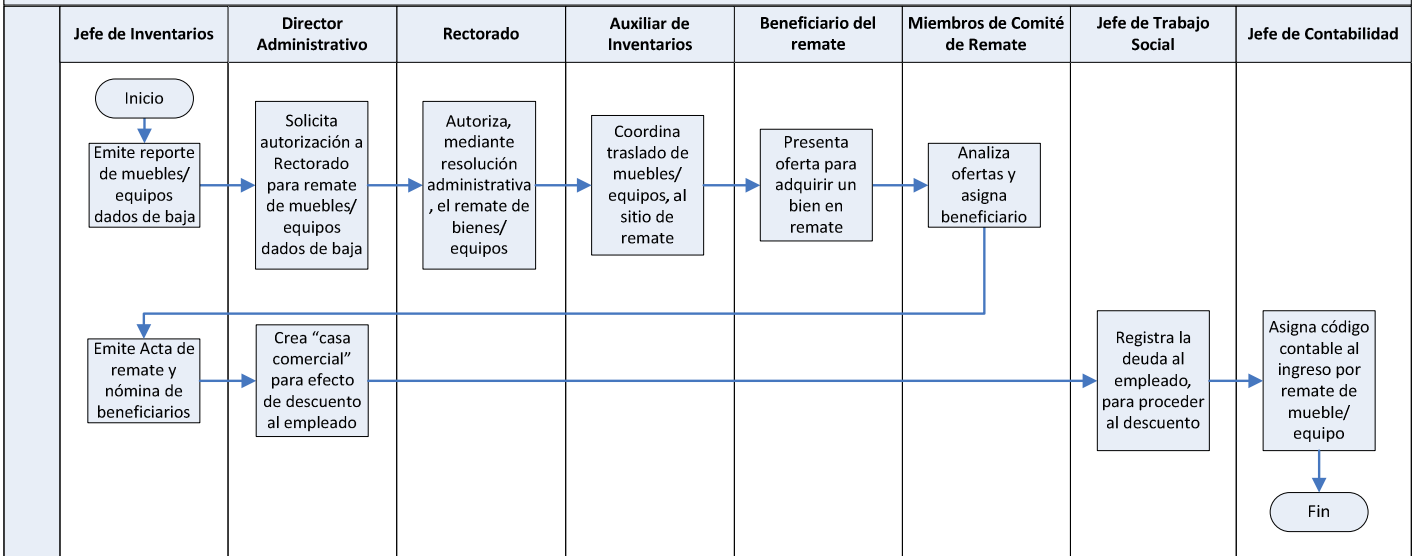 Jefe de Inventarios
Director
Administrativo
Rectorado
Auxiliar de
Inventarios
Beneficiario del
remate
Miembros de Comité
de Remate
Jefe de Trabajo
Social
Jefe de Contabilidad
Inicio
Emite reporte
de muebles/
equipos
dados de baja
Solicita
autorización a
Rectorado
para remate
de muebles/
equipos
dados de baja
Autoriza,
mediante
resolución
administrativa
, el remate de
bienes/
equipos
Coordina
traslado de
muebles/
equipos, al
sitio de
remate
Presenta
oferta para
adquirir un
bien en
remate
Analiza
ofertas y
asigna
beneficiario
Emite Acta de
remate y
nómina de
beneficiarios
Crea “casa
comercial”
para efecto
de descuento
al empleado
Registra la
deuda al
empleado,
para proceder
al descuento
Asigna código
contable al
ingreso por
remate de
mueble/
equipo
Fin